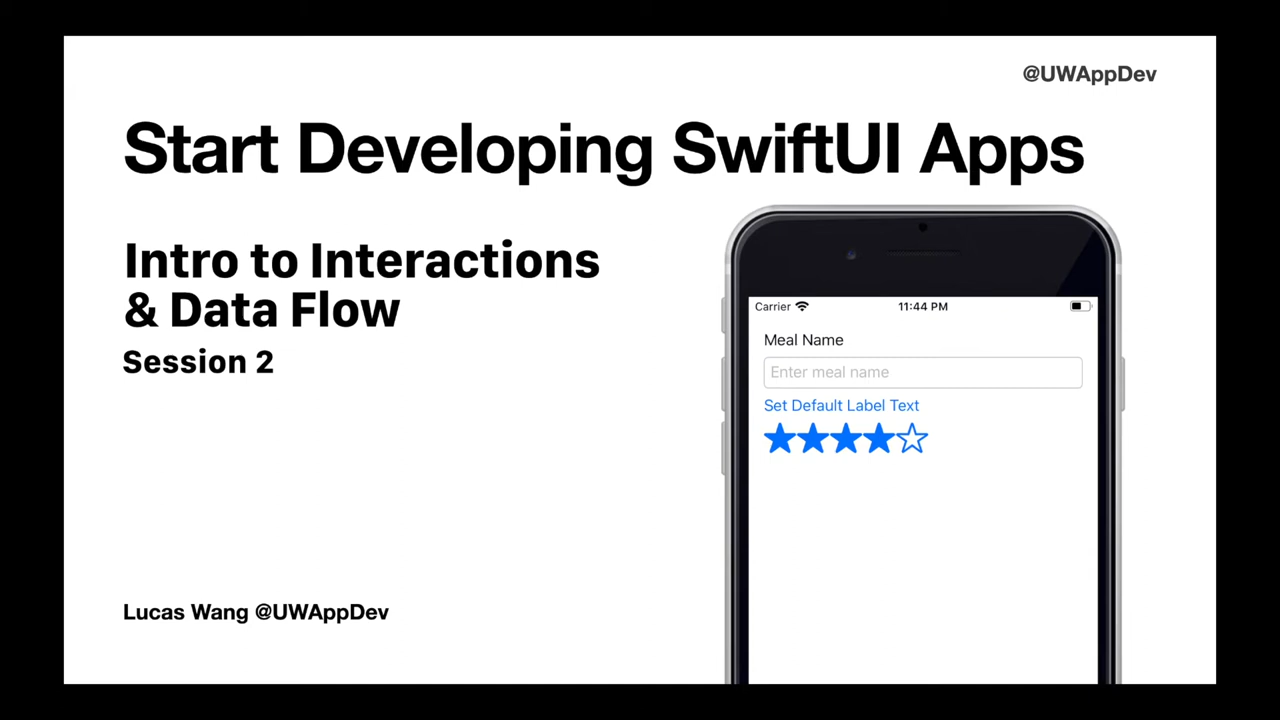 @UWAppDev
Start Developing SwiftUI Apps
Intro to Interactions
& Data Flow
Session 2
Carrier 11:44 PM
Meal Name
Enter meal name
Set Default Label Text
Lucas Wang @UWAppDev